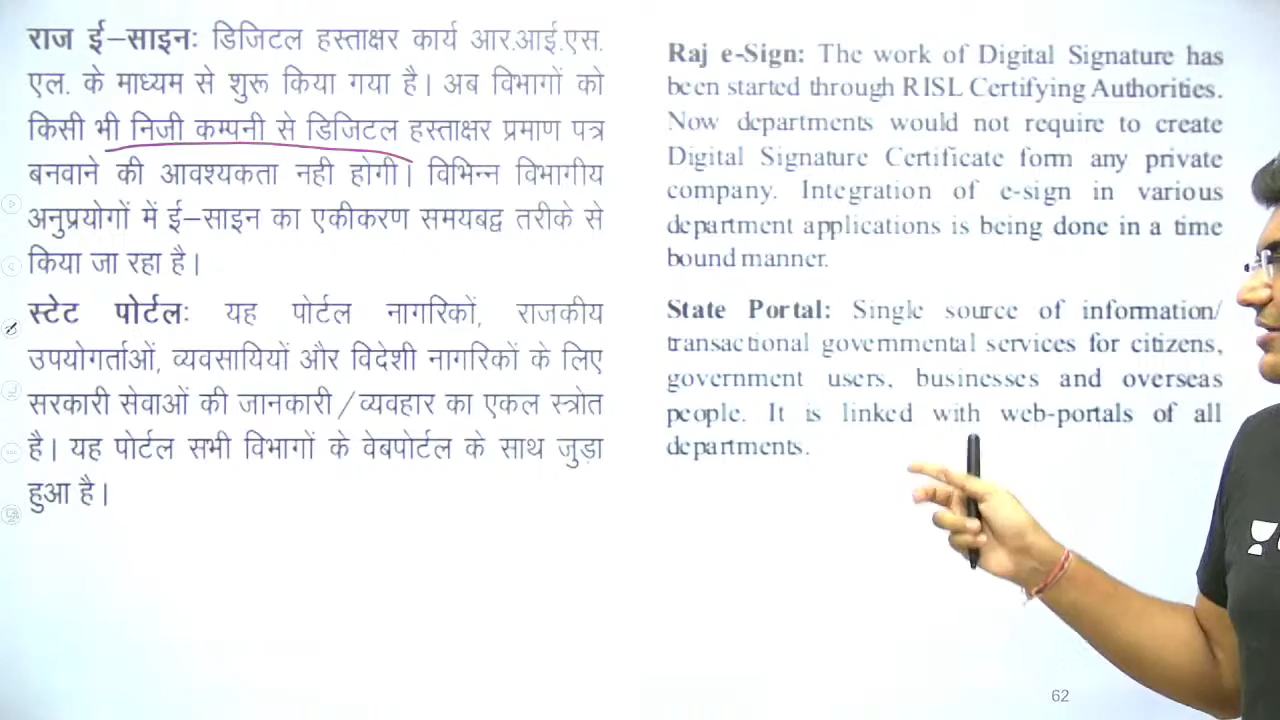 राज ई–साइनः डिजिटल हस्ताक्षर कार्य आर.आई.एस.
एल. के माध्यम से शुरू किया गया है। अब विभागों को
किसी भी निजी कम्पनी से डिजिटल हस्ताक्षर प्रमाण पत्र
बनवाने की आवश्यकता नही होगी। विभिन्न विभागीय
अनुप्रयोगों में ई–साइन का एकीकरण समयबद्व तरीके से
किया जा रहा है।
स्टेट पोर्टलः यह पोर्टल नागरिकों, राजकीय
उपयोगर्ताओं, व्यवसायियों और विदेशी नागरिकों के लिए
सरकारी सेवाओं की जानकारी/व्यवहार का एकल स्त्रोत
है। यह पोर्टल सभी विभागों के वेबपोर्टल के साथ जुड़ा
हुआ है।
Raj e-Sign: The work of Digital Signature has
been started through RISL Certifying Authorities.
Now departments would not require to create
Digital Signature Certificate form any private
company. Integration of e-sign in various
department applications is being done in a time
bound manner.
State Portal: Single source of information/
transactional governmental services for citizens,
government users, businesses and overseas
people. It is linked with web-portals of all
departments.
62